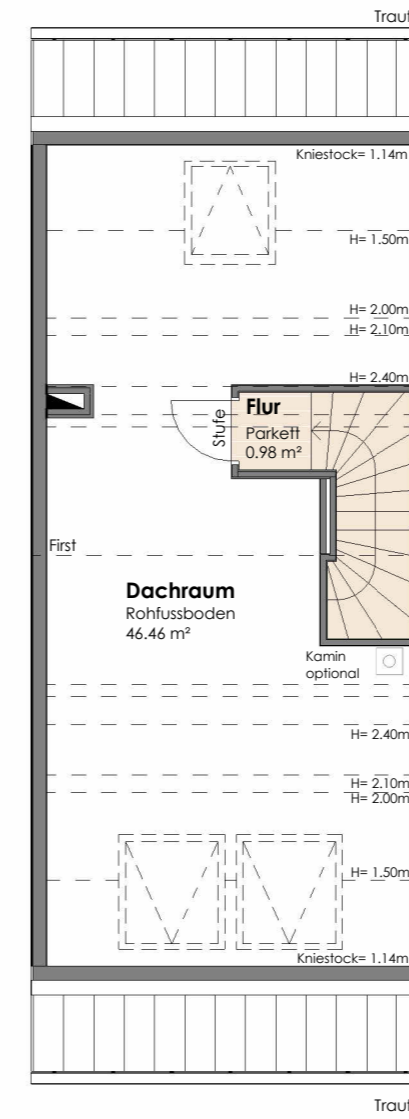 Trauf
Kniestock= 1.14m
H= 1.50m
H= 2.00m
H= 2.10m
H= 2.40m
Stufe
Flur
Parkett
0.98 m²
First
Dachraum
Rohfussboden
46.46 m²
Kamin
optional
H= 2.40m
H= 2.10m
H= 2.00m
H= 1.50m
Kniestock= 1.14m
Trauf